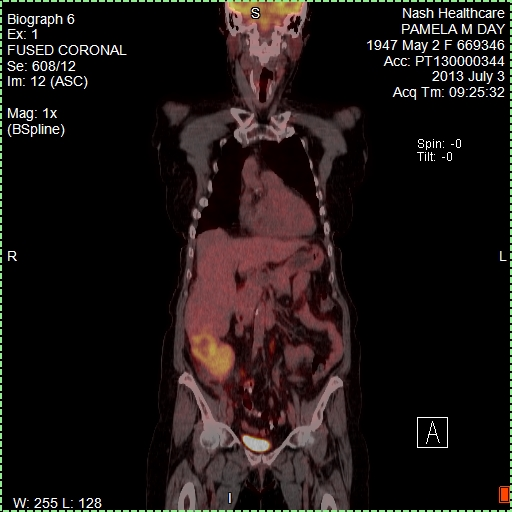 Biograph 6
Ex: 1
FUSED CORONAL
Se: 608/12
Im: 12 (ASC)
Mag: 1x
(BSpline)
S
Nash Healthcare
PAMELA M DAY
1947 May 2 F 669346
Acc: PT130000344
2013 July 3
Acq Tm: 09:25:32
Spin: -0
Tilt: -0
R
L
A
W: 255 L: 128
I